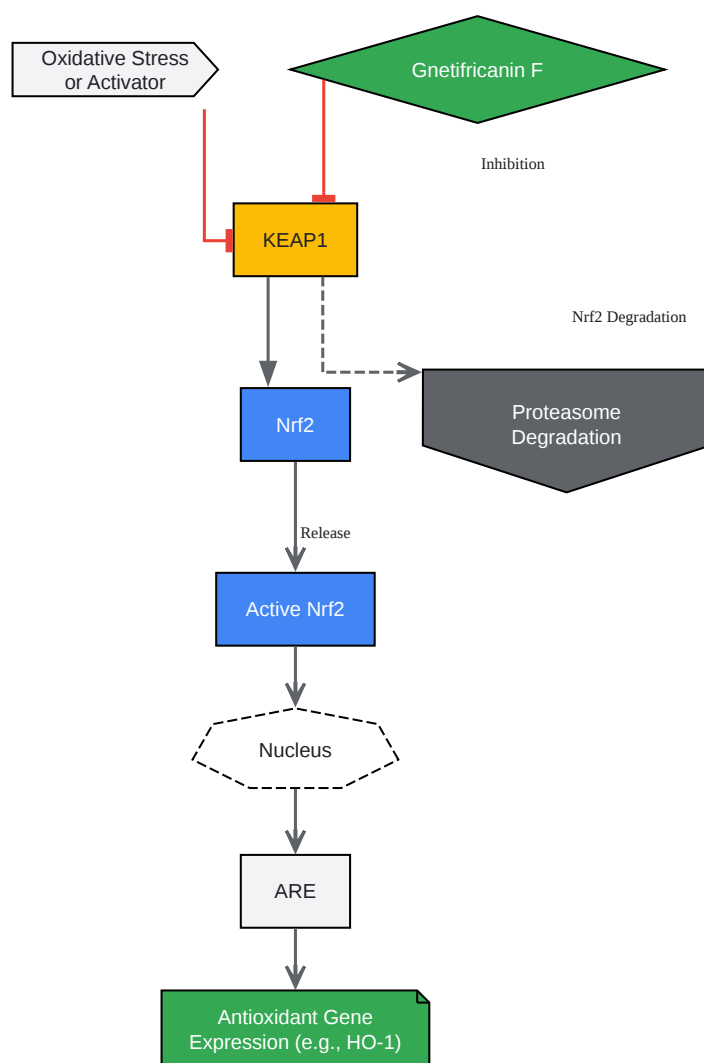 Oxidative Stress
or Activator
Gnetifricanin F
Inhibition
KEAP1
Nrf2 Degradation
Nrf2
Proteasome
Degradation
Release
Active Nrf2
Nucleus
ARE
Antioxidant Gene
Expression (e.g., HO-1)